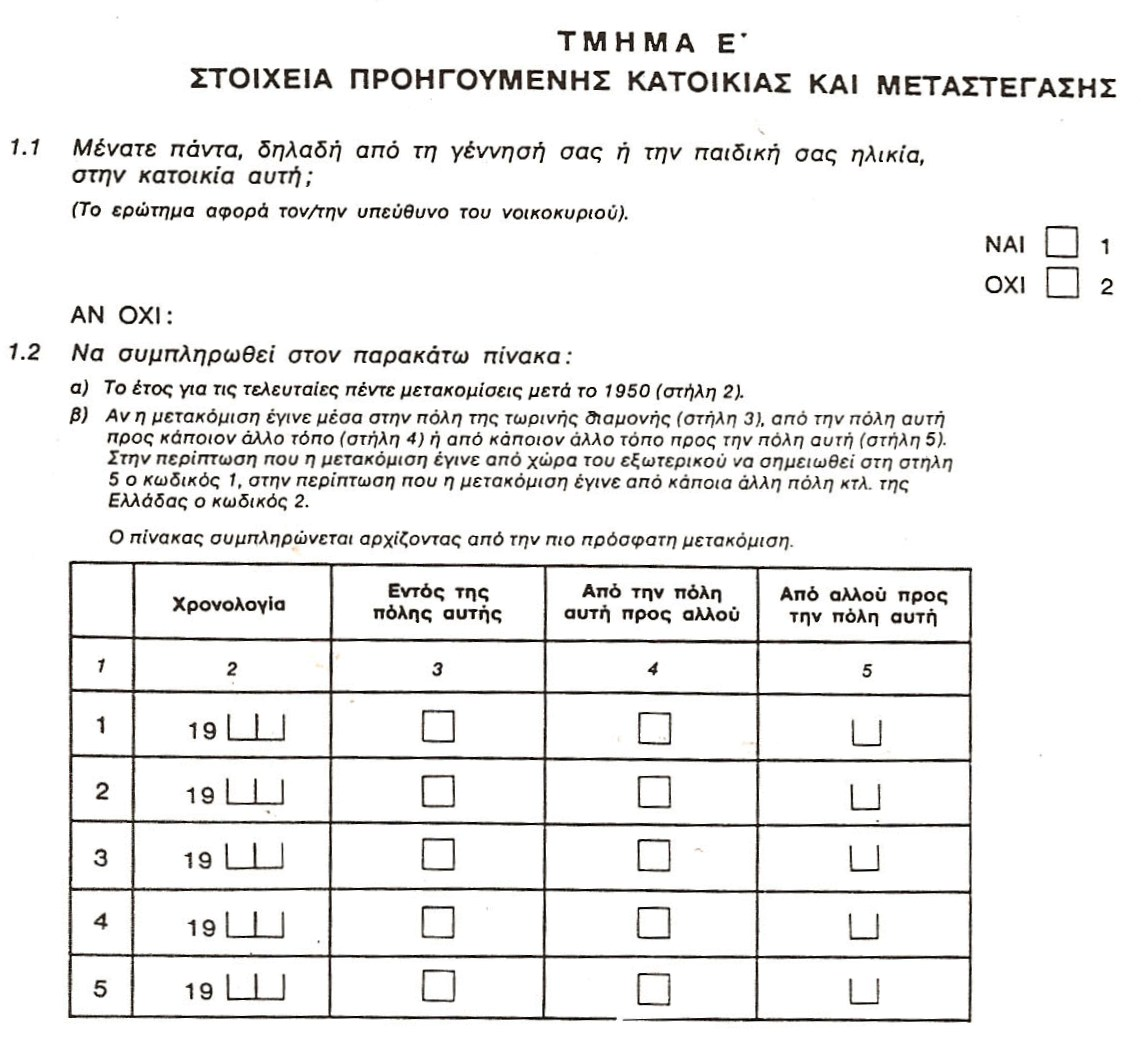 ΤΜΗΜΑ Ε΄
ΣΤΟΙΧΕΙΑ ΠΡΟΗΓΟΥΜΕΝΗΣ ΚΑΤΟΙΚΙΑΣ ΚΑΙ ΜΕΤΑΣΤΕΓΑΣΗΣ
1.1 Μένατε πάντα, δηλαδή από τη γέννησή σας ή την παιδική σας ηλικία,
στην κατοικία αυτή;
(Το ερώτημα αφορά τον/την υπεύθυνο του νοικοκυριού).
ΝΑΙ 1
ΟΧΙ 2
ΑΝ ΟΧΙ:
1.2 Να συμπληρωθεί στον παρακάτω πίνακα:
α) Το έτος για τις τελευταίες πέντε μετακομίσεις μετά το 1950 (στήλη 2).
β) Αν η μετακόμιση έγινε μέσα στην πόλη της τωρινής διαμονής (στήλη 3), από την πόλη αυτή
προς κάποιον άλλο τόπο (στήλη 4) ή από κάποιον άλλο τόπο προς την πόλη αυτή (στήλη 5).
Στην περίπτωση που η μετακόμιση έγινε από χώρα του εξωτερικού να σημειωθεί στη στήλη
5 ο κωδικός 1, στην περίπτωση που η μετακόμιση έγινε από κάποια άλλη πόλη κτλ. της
Ελλάδας ο κωδικός 2.
Ο πίνακας συμπληρώνεται αρχίζοντας από την πιο πρόσφατη μετακόμιση.
Χρονολογία
Εντός της
πόλης αυτής
Από την πόλη
αυτή προς αλλού
Από αλλού προς
την πόλη αυτή
1 2 3 4 5
1 19
2 19
3 19
4 19
5 19